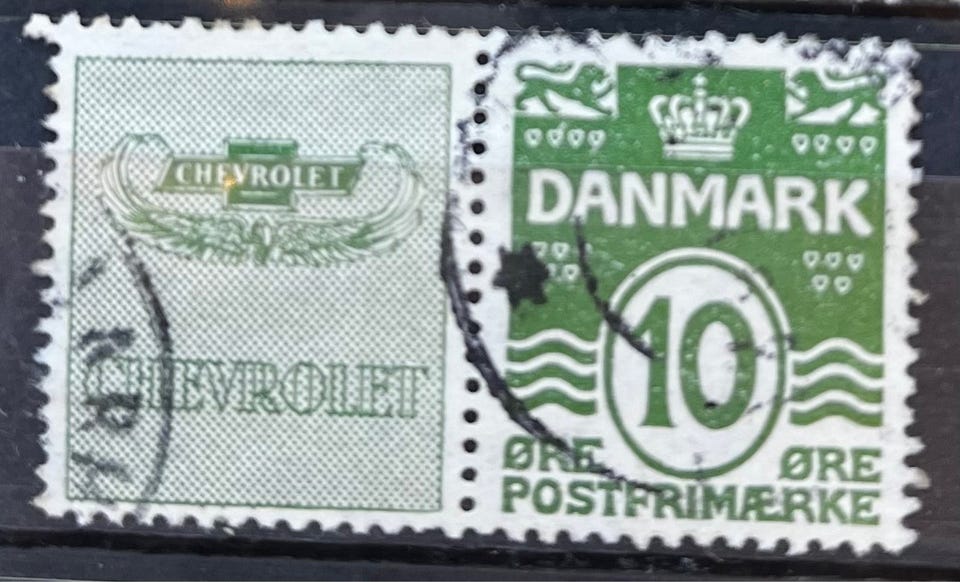 CHEVROLET
CHEVROLET
DANMARK
10
ØRE ØRE
POSTFRIMÆRKE